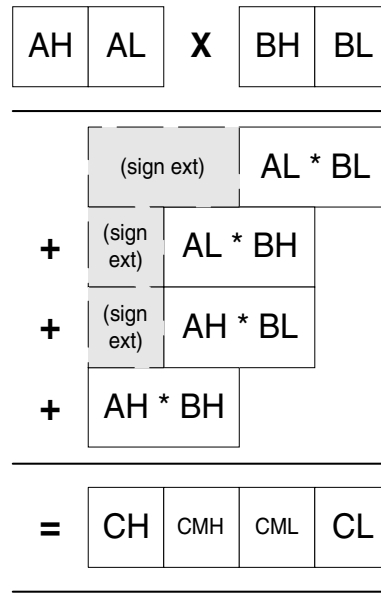 AH AL X BH BL
(sign ext) AL * BL
+ (sign ext) AL * BH
+ (sign ext) AH * BL
+ AH * BH
= CH CMH CML CL